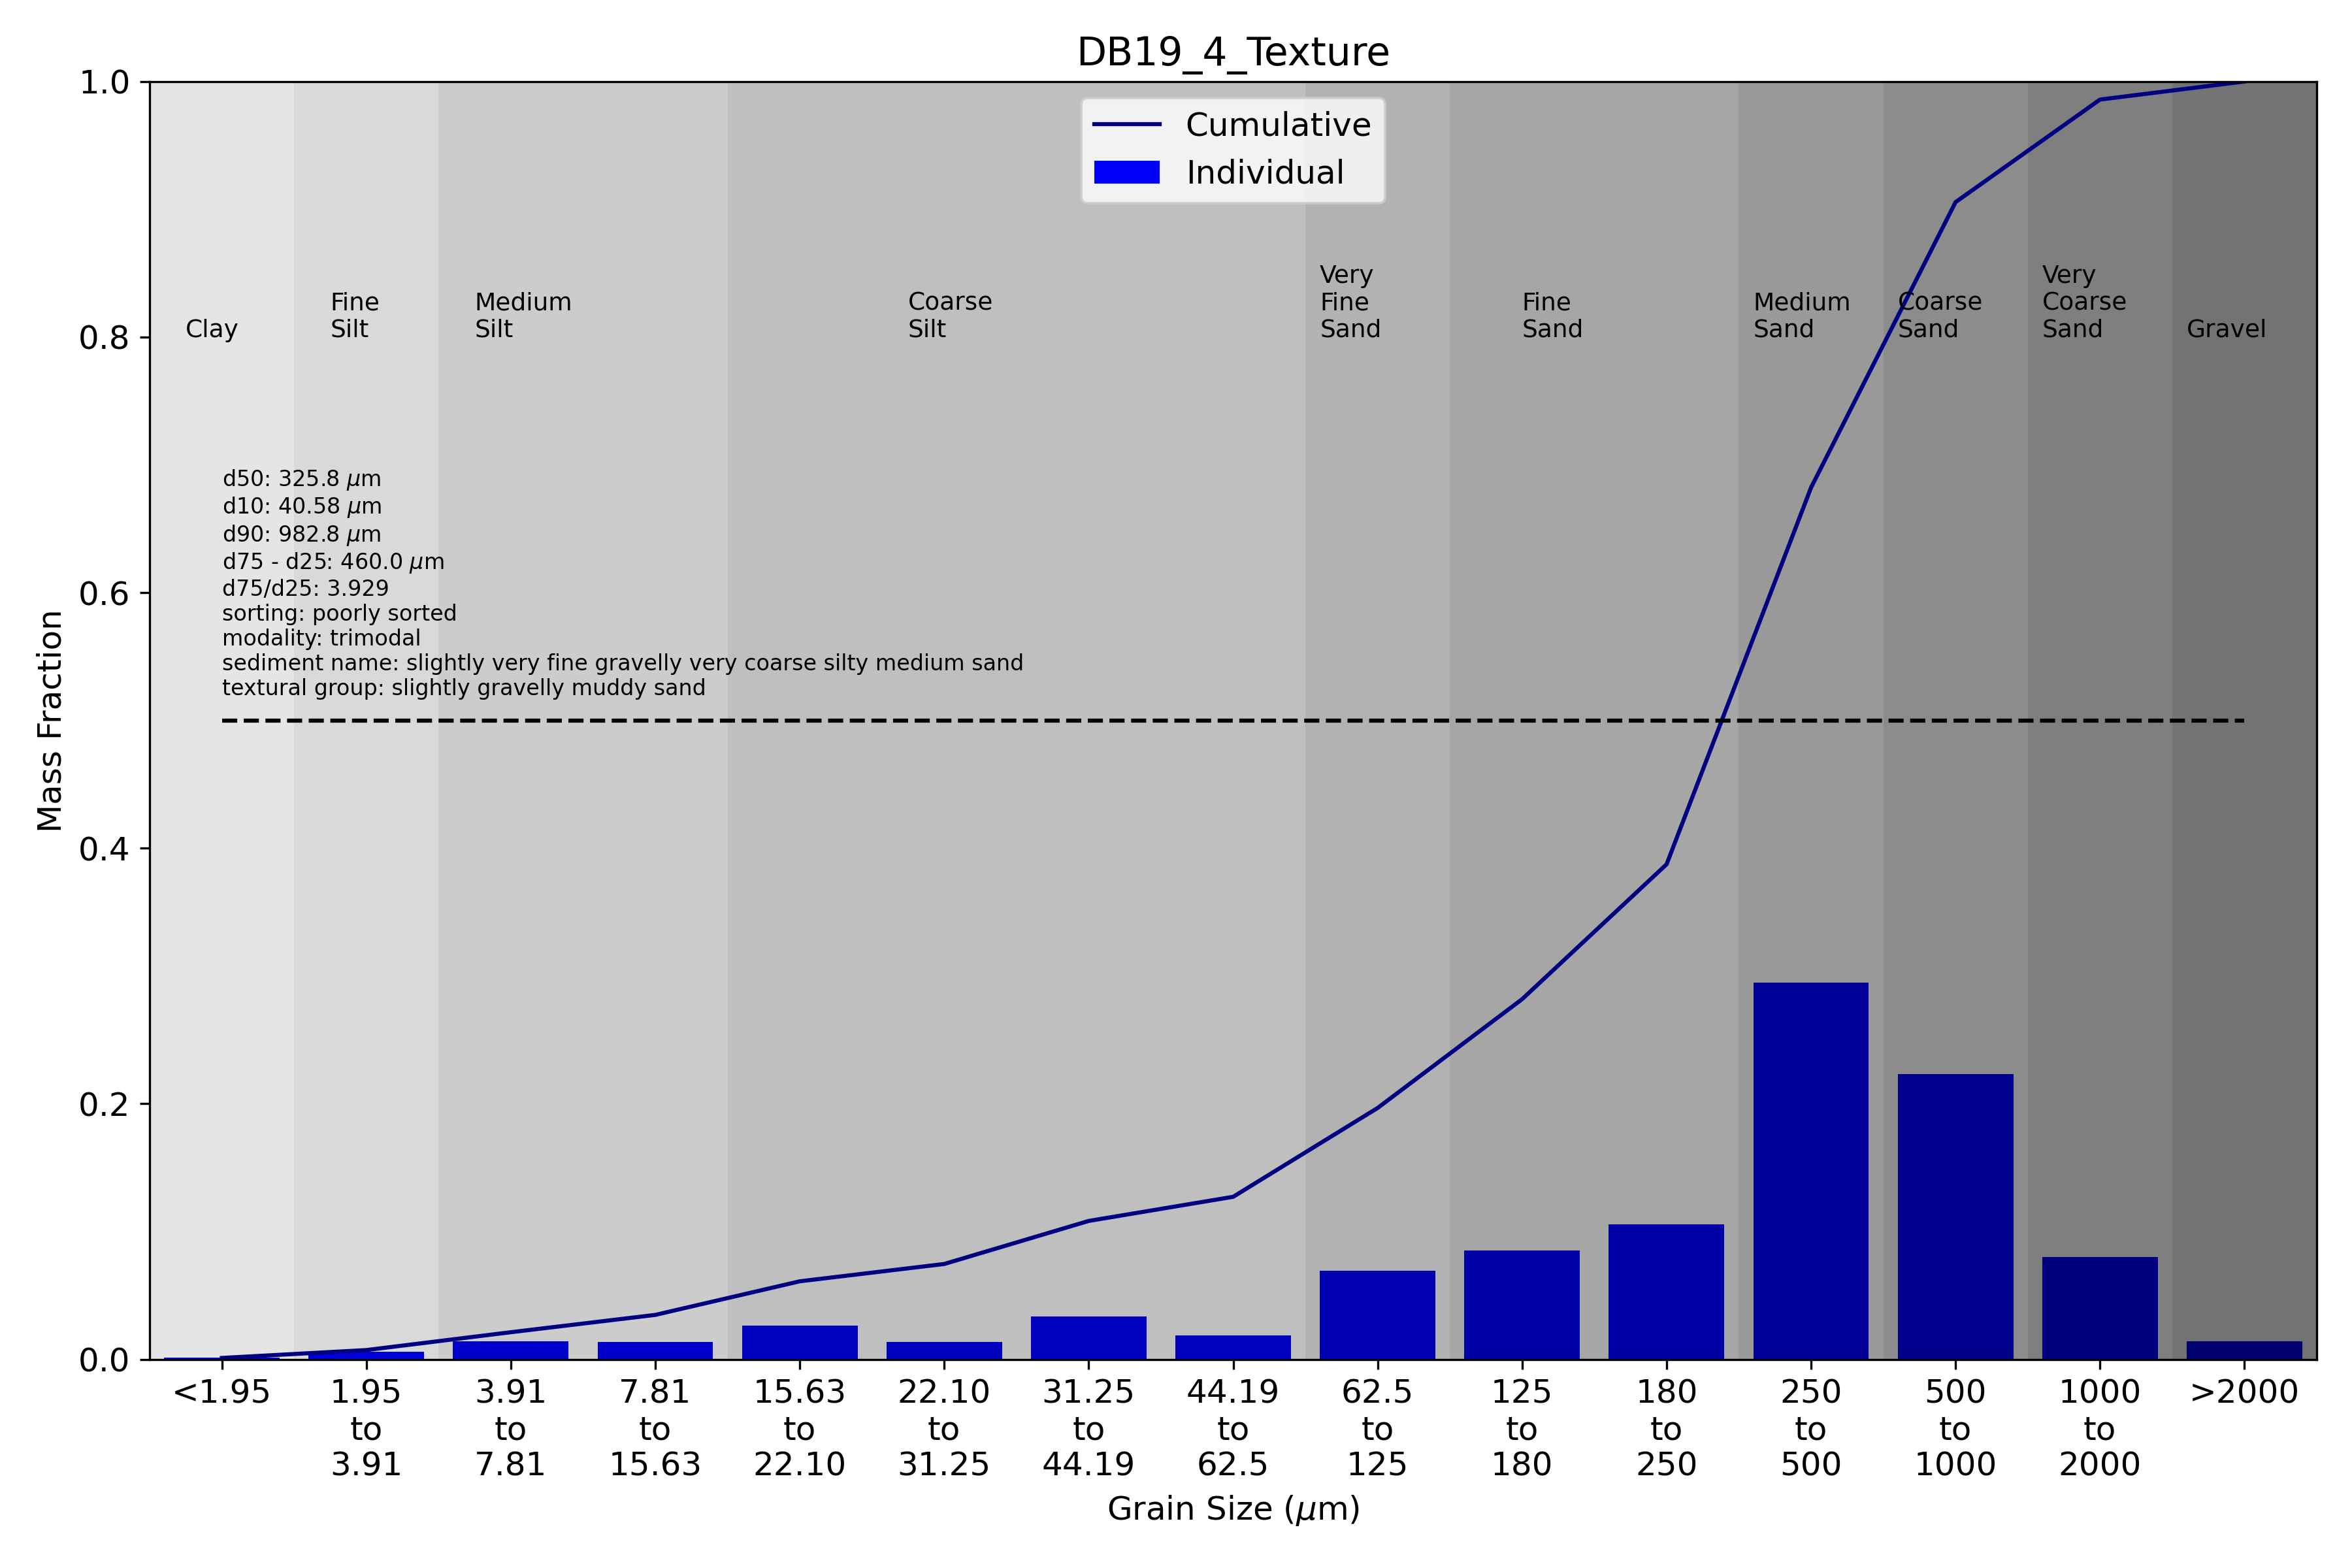 DB19_4_Texture
Cumulative
Individual
1.0
0.8
0.6
0.4
0.2
0.0
Mass Fraction
Clay
Fine
Silt
Medium
Silt
Coarse
Silt
Very
Fine
Sand
Fine
Sand
Medium
Sand
Coarse
Sand
Very
Coarse
Sand
Gravel
d50: 325.8 μm
d10: 40.58 μm
d90: 982.8 μm
d75 - d25: 460.0 μm
d75/d25: 3.929
sorting: poorly sorted
modality: trimodal
sediment name: slightly very fine gravelly very coarse silty medium sand
textural group: slightly gravelly muddy sand
<1.95
1.95
to
3.91
3.91
to
7.81
7.81
to
15.63
15.63
to
22.10
22.10
to
31.25
31.25
to
44.19
44.19
to
62.5
62.5
to
125
125
to
180
180
to
250
250
to
500
500
to
1000
1000
to
2000
>2000
Grain Size (μm)